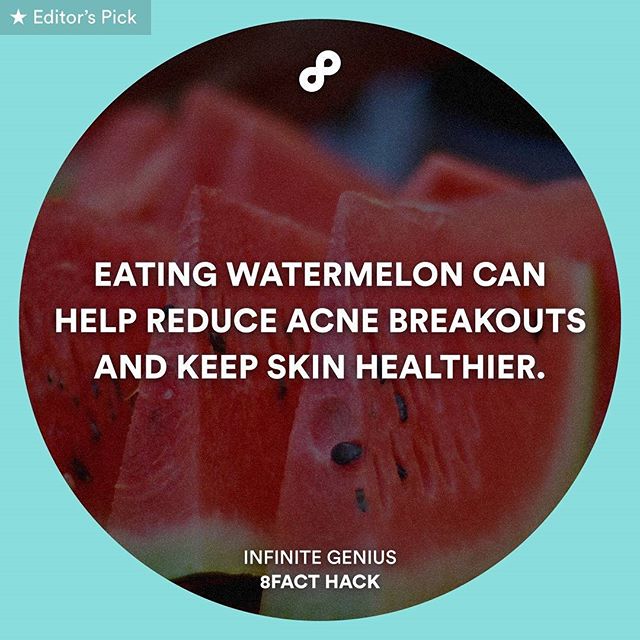 ★ Editor's Pick
EATING WATERMELON CAN
HELP REDUCE ACNE BREAKOUTS
AND KEEP SKIN HEALTHIER.
INFINITE GENIUS
8FACT HACK